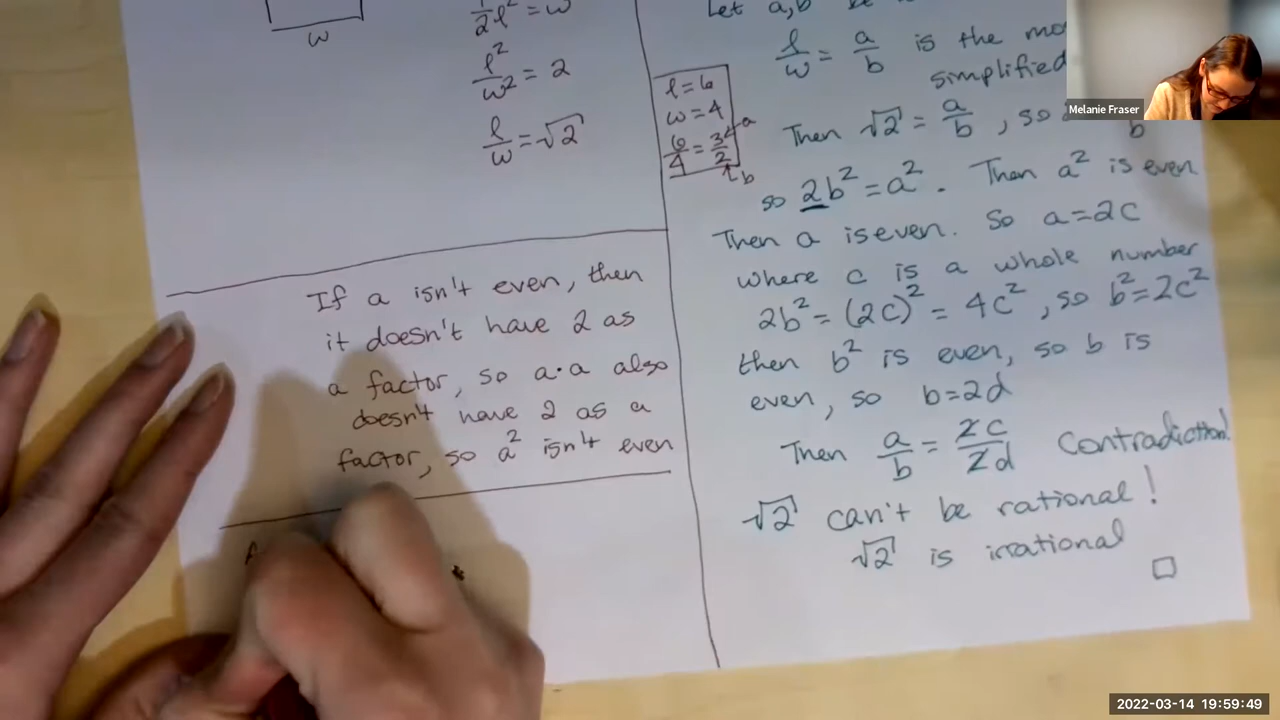 w
1/2 l² = w
l²/w² = 2
l/w = √2
If a isn't even, then
it doesn't have 2 as
a factor, so a·a also
doesn't have 2 as a
factor, so a² isn't even
l=6
w=4
6/4 = 3/2
a
b
Let a,b be
l/w = a/b is the
simplified
Then √2 = a/b , so
b
so 2b² = a². Then a² is even
Then a is even. So a=2c
where c is a whole number
2b² = (2c)² = 4c², so b²=2c²
then b² is even, so b is
even, so b=2d
Then a/b = 2c/2d Contradiction!
√2 can't be rational!
√2 is irrational
□
Melanie Fraser
2022-03-14 19:59:49